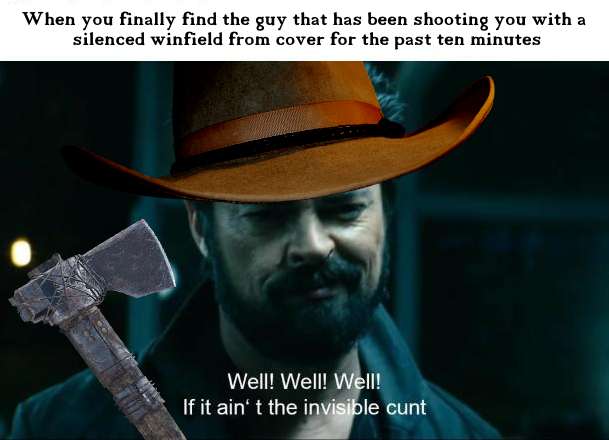 When you finally find the guy that has been shooting you with a
silenced winfield from cover for the past ten minutes
Well! Well! Well!
If it ain‘ t the invisible cunt